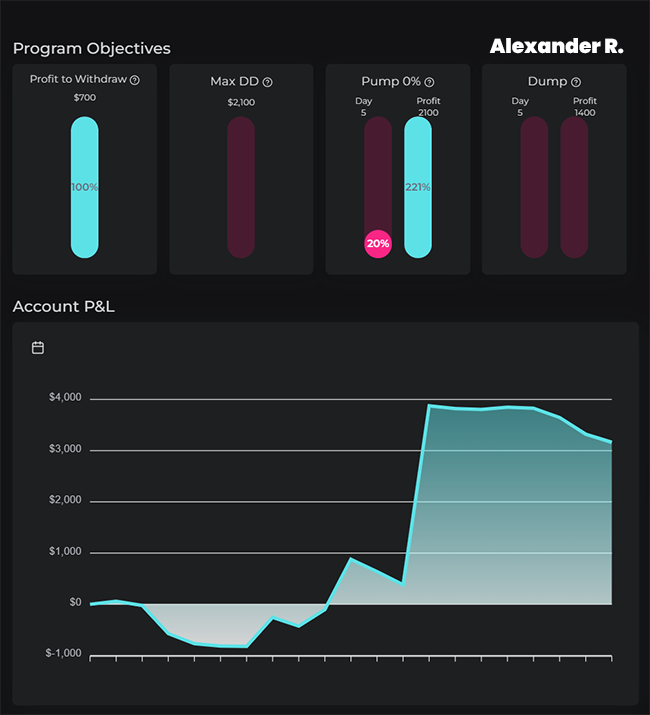 Program Objectives
Alexander R.
Profit to Withdraw
$700
100%
Max DD
$2,100
Pump 0%
Day
5
Profit
2100
20%
221%
Dump
Day
5
Profit
1400
Account P&L
$4,000
$3,000
$2,000
$1,000
$0
$-1,000